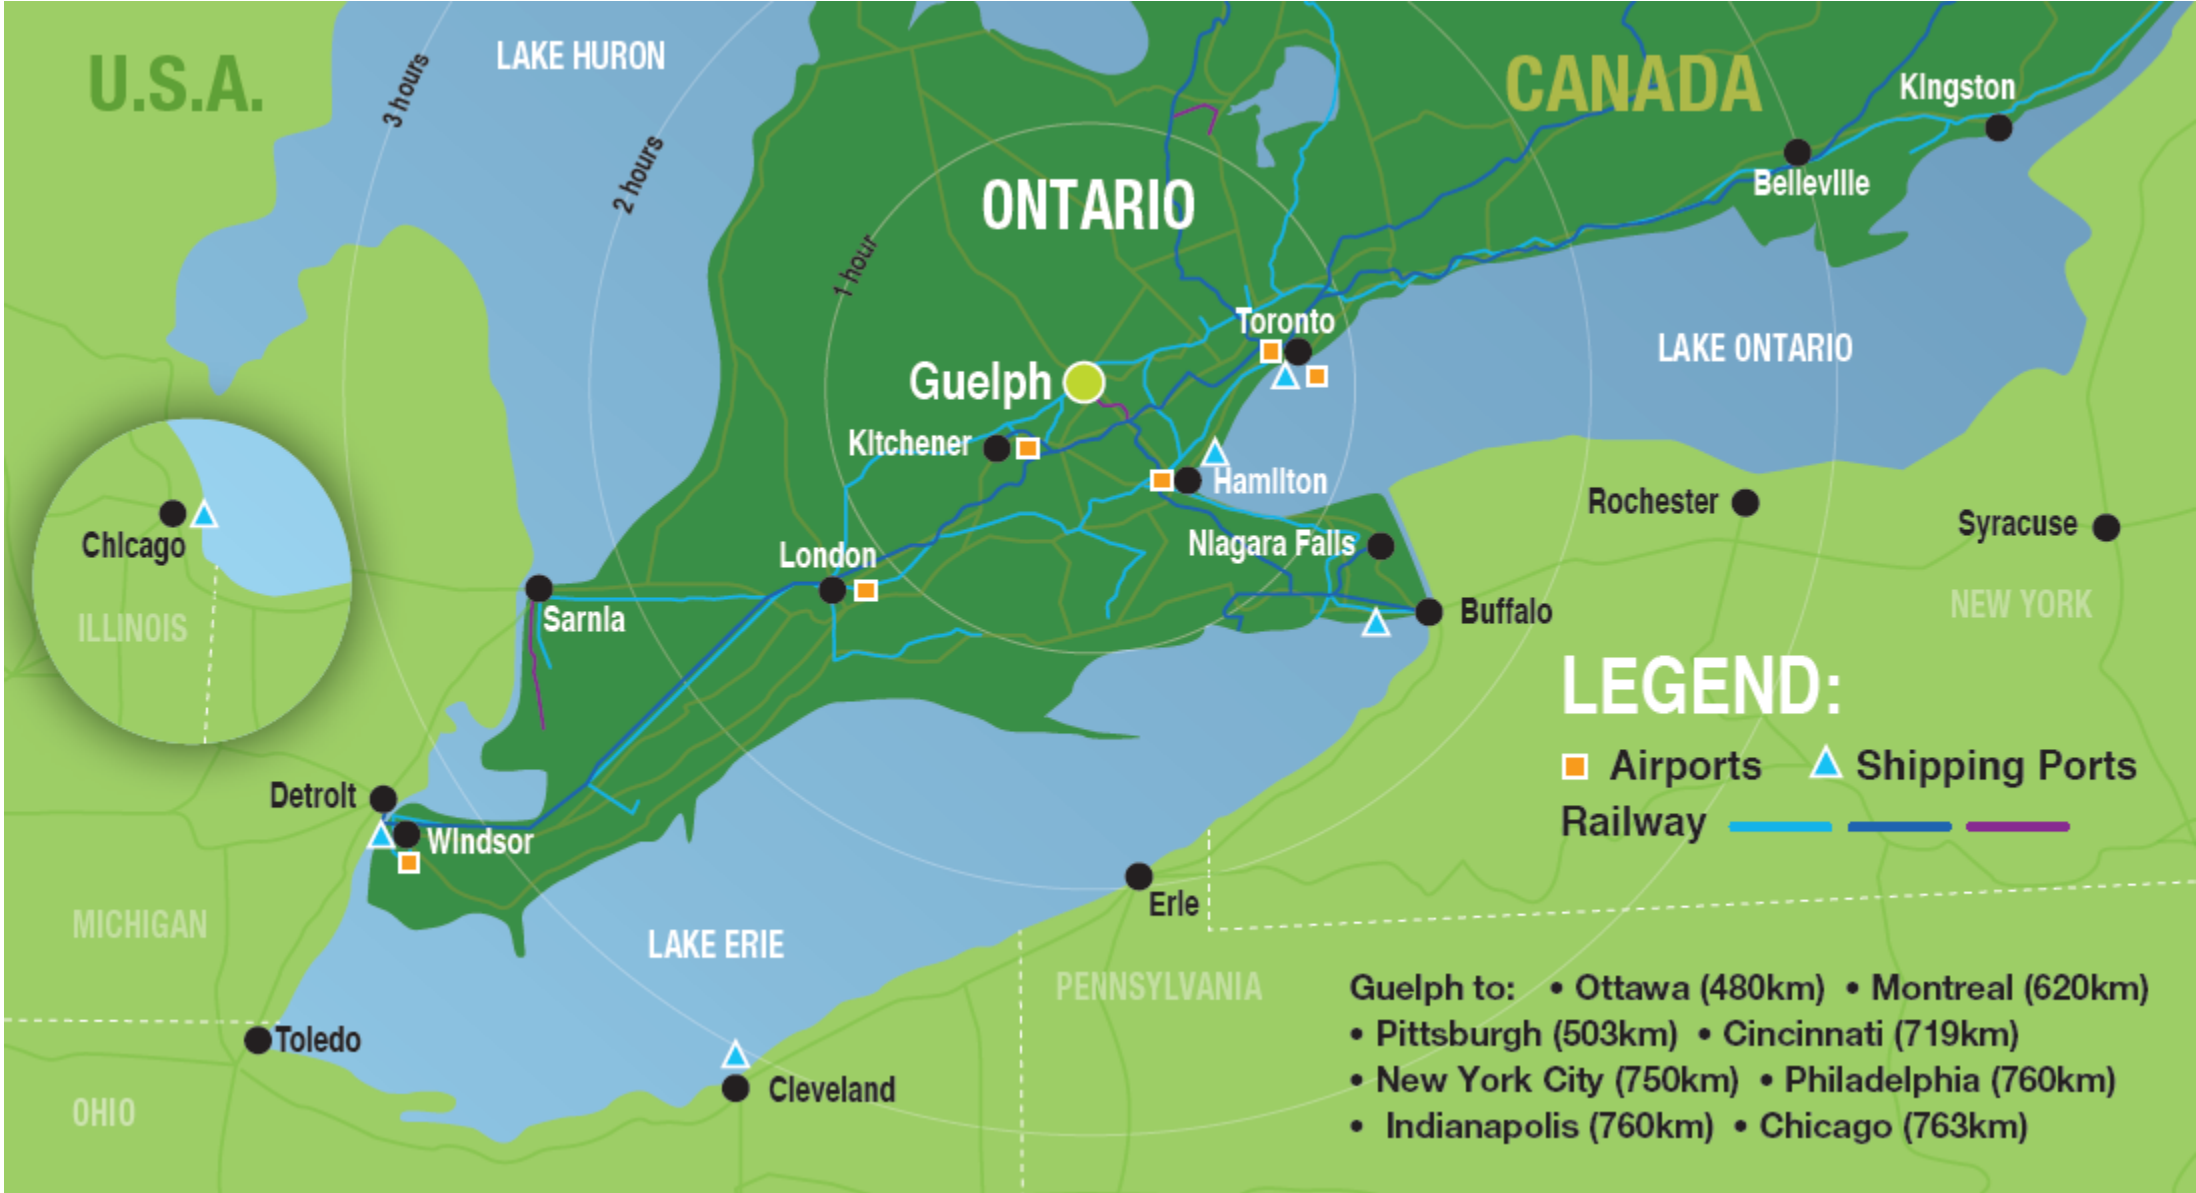 U.S.A.
LAKE HURON
CANADA
KIngston
3 hours
2 hours
1 hour
ONTARIO
BellevIlle
Toronto
LAKE ONTARIO
Guelph
KItchener
HamIlton
Rochester
Syracuse
ChIcago
ILLINOIS
London
NIagara Falls
SarnIa
Buffalo
NEW YORK
LEGEND:
Airports
Shipping Ports
Railway
DetroIt
WIndsor
MICHIGAN
LAKE ERIE
ErIe
PENNSYLVANIA
Toledo
Cleveland
OHIO
Guelph to: • Ottawa (480km) • Montreal (620km)
• Pittsburgh (503km) • Cincinnati (719km)
• New York City (750km) • Philadelphia (760km)
• Indianapolis (760km) • Chicago (763km)